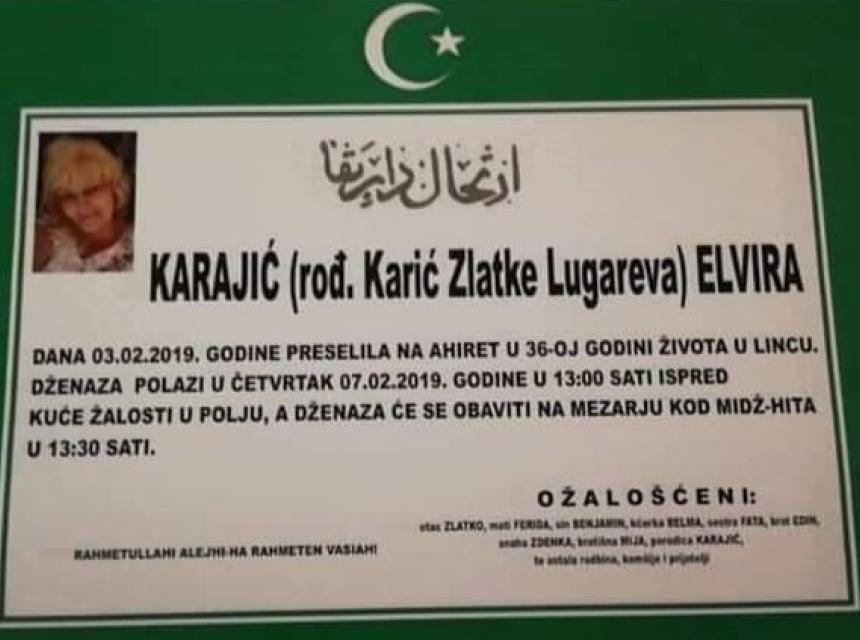 ارتحال دار بقا
KARAJIĆ (rođ. Karić Zlatke Lugareva) ELVIRA
DANA 03.02.2019. GODINE PRESELILA NA AHIRET U 36-OJ GODINI ŽIVOTA U LINCU.
DŽENAZA POLAZI U ČETVRTAK 07.02.2019. GODINE U 13:00 SATI ISPRED
KUĆE ŽALOSTI U POLJU, A DŽENAZA ĆE SE OBAVITI NA MEZARJU KOD MIDŽ-HITA
U 13:30 SATI.
OŽALOŠĆENI:
otac ZLATKO, mati FERIDA, sin BENJAMIN, kćerka BELMA, sestra FATA, brat EDIN,
snaha ZDENKA, bratišna MIJA, porodica KARAJIĆ,
te ostala rodbina, komšije i prijatelji
RAHMETULLAHI ALEJHI-HA RAHMETEN VASIAH!